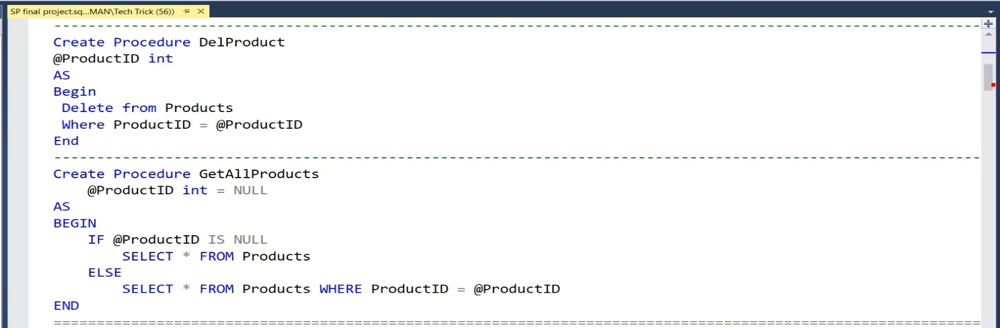 SP final project.sq...MAN\Tech Trick (56))
--------------------------------------------------------------------------------------------------------------
Create Procedure DelProduct
@ProductID int
AS
Begin
 Delete from Products
 Where ProductID = @ProductID
End
--------------------------------------------------------------------------------------------------------------
Create Procedure GetAllProducts
    @ProductID int = NULL
AS
BEGIN
    IF @ProductID IS NULL
        SELECT * FROM Products
    ELSE
        SELECT * FROM Products WHERE ProductID = @ProductID
END
==============================================================================================================